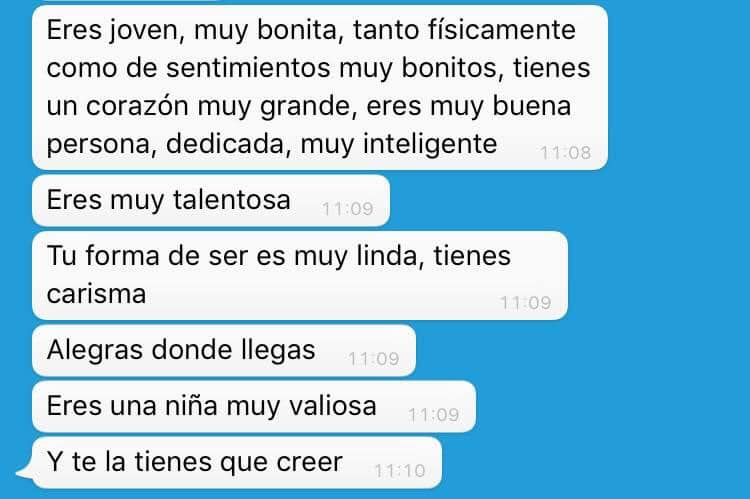 Eres joven, muy bonita, tanto físicamente
como de sentimientos muy bonitos, tienes
un corazón muy grande, eres muy buena
persona, dedicada, muy inteligente 11:08
Eres muy talentosa 11:09
Tu forma de ser es muy linda, tienes
carisma 11:09
Alegras donde llegas 11:09
Eres una niña muy valiosa 11:09
Y te la tienes que creer 11:10